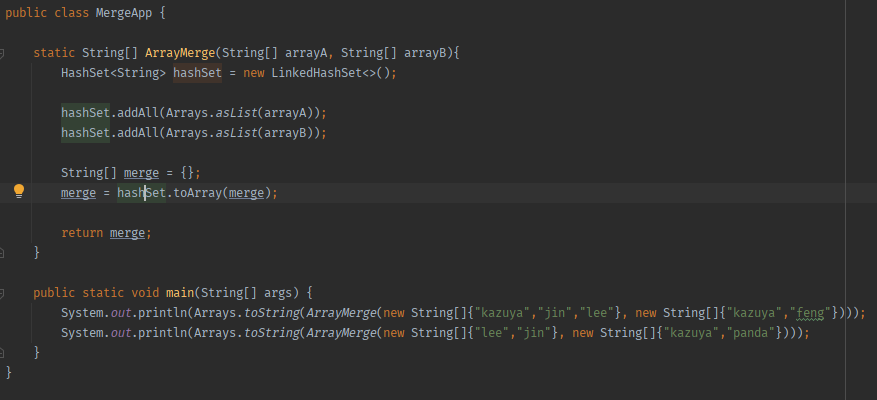 public class MergeApp {
static String[] ArrayMerge(String[] arrayA, String[] arrayB){
HashSet<String> hashSet = new LinkedHashSet<>();
hashSet.addAll(Arrays.asList(arrayA));
hashSet.addAll(Arrays.asList(arrayB));
String[] merge = {};
merge = hashSet.toArray(merge);
return merge;
}
public static void main(String[] args) {
System.out.println(Arrays.toString(ArrayMerge(new String[]{"kazuya","jin","lee"}, new String[]{"kazuya","feng"})));
System.out.println(Arrays.toString(ArrayMerge(new String[]{"lee","jin"}, new String[]{"kazuya","panda"})));
}
}